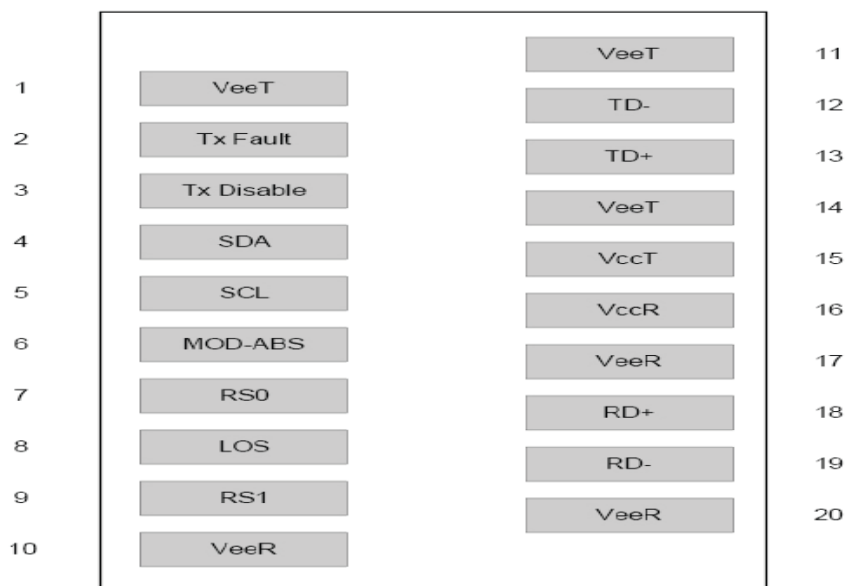 1 VeeT
2 Tx Fault
3 Tx Disable
4 SDA
5 SCL
6 MOD-ABS
7 RS0
8 LOS
9 RS1
10 VeeR
VeeT 11
TD- 12
TD+ 13
VeeT 14
VccT 15
VccR 16
VeeR 17
RD+ 18
RD- 19
VeeR 20